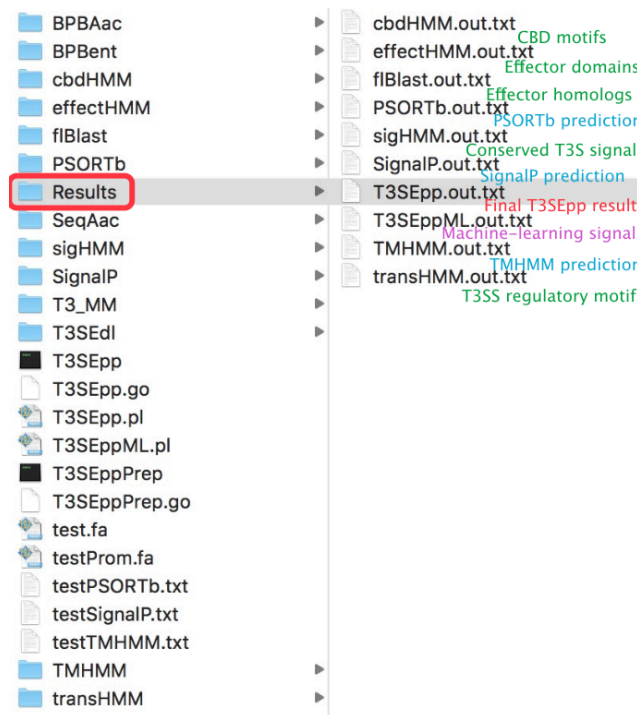 BPBAac
BPBent
cbdHMM
effectHMM
flBlast
PSORTb
Results
SeqAac
sigHMM
SignalP
T3_MM
T3SEdl
T3SEpp
T3SEpp.go
T3SEpp.pl
T3SEppML.pl
T3SEppPrep
T3SEppPrep.go
test.fa
testProm.fa
testPSORTb.txt
testSignalP.txt
testTMHMM.txt
TMHMM
transHMM
cbdHMM.out.txt
CBD motifs
effectHMM.out.txt
Effector domains
flBlast.out.txt
Effector homologs
PSORTb.out.txt
PSORTb prediction
sigHMM.out.txt
Conserved T3S signal
SignalP.out.txt
SignalP prediction
T3SEpp.out.txt
Final T3SEpp result
T3SEppML.out.txt
Machine-learning signal
TMHMM.out.txt
TMHMM prediction
transHMM.out.txt
T3SS regulatory motif